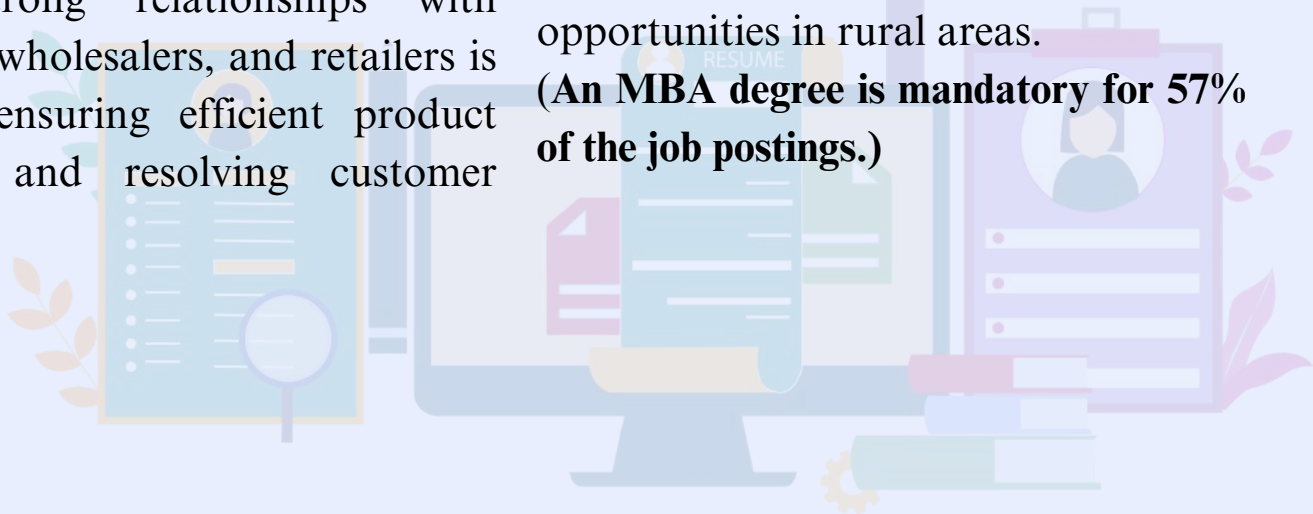 relationships with
wholesalers, and retailers is
ensuring efficient product
and resolving customer
opportunities in rural areas.
(An MBA degree is mandatory for 57%
of the job postings.)
RESUME